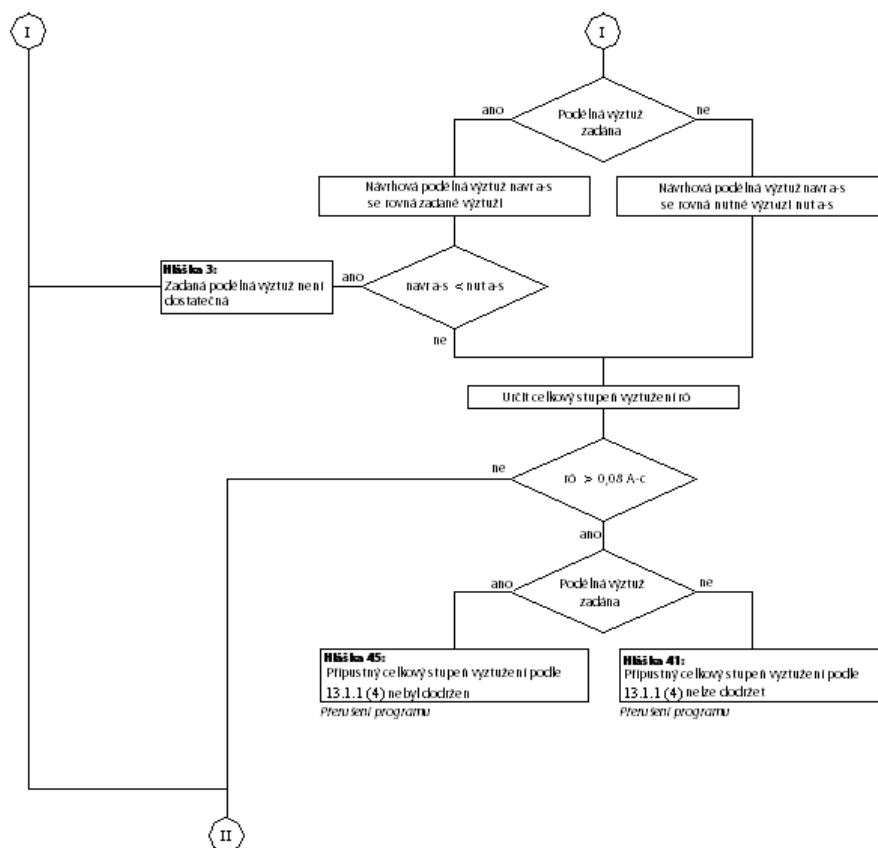 I
I
ano
Podélná výztuž
zadána
ne
Návrhová podélná výztuž navr a-s
se rovná zadané výztuži
Návrhová podélná výztuž navr a-s
se rovná nutné výztuzí nut a-s
Hláška 3:
Zadaná podélná výztuž není
dostatečná
ano
navr a-s < nut a-s
ne
Určit celkový stupeň vyztužení ró
ne
ró > 0,08 A-c
ano
ano
Podélná výztuž
zadána
ne
Hláška 45:
Přípustný celkový stupeň vyztužení podle
13.1.1 (4) nebyl dodržen
Přerušení programu
Hláška 41:
Přípustný celkový stupeň vyztužení podle
13.1.1 (4) nelze dodržet
Přerušení programu
II